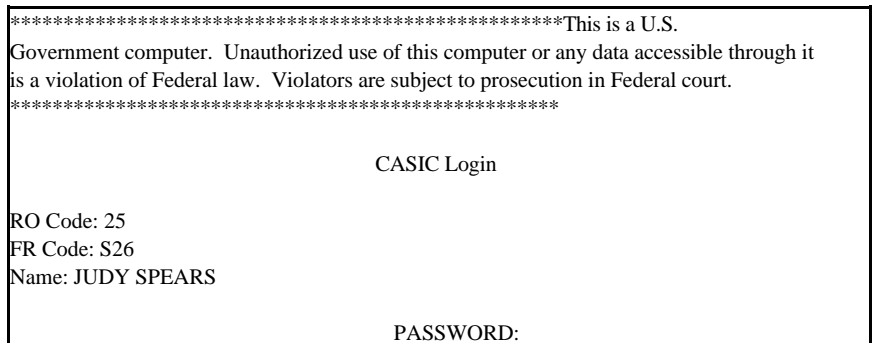 ****************************************************This is a U.S.
Government computer.  Unauthorized use of this computer or any data accessible through it
is a violation of Federal law.  Violators are subject to prosecution in Federal court.
****************************************************
CASIC Login
RO Code: 25
FR Code: S26
Name: JUDY SPEARS
PASSWORD: